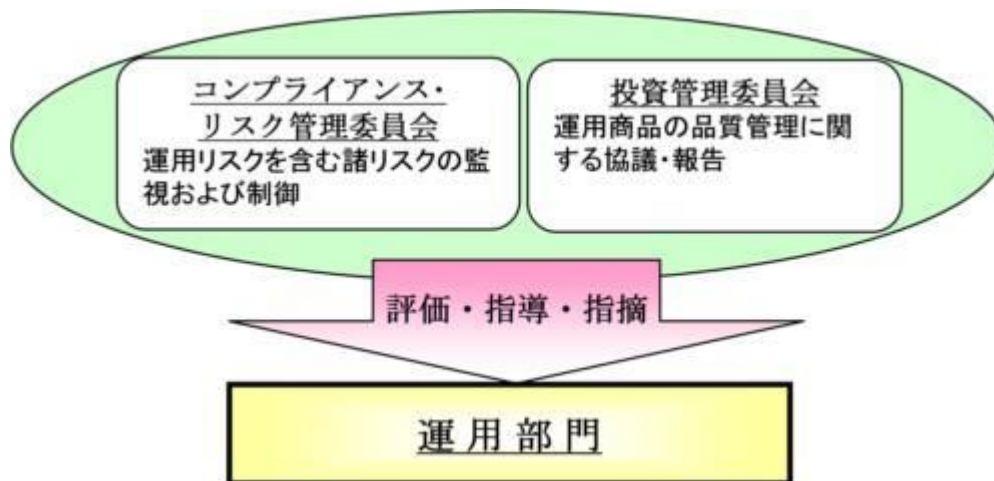 コンプライアンス・
リスク管理委員会
運用リスクを含む諸リスクの監
視および制御
投資管理委員会
運用商品の品質管理に関
する協議・報告
評価・指導・指摘
運用部門